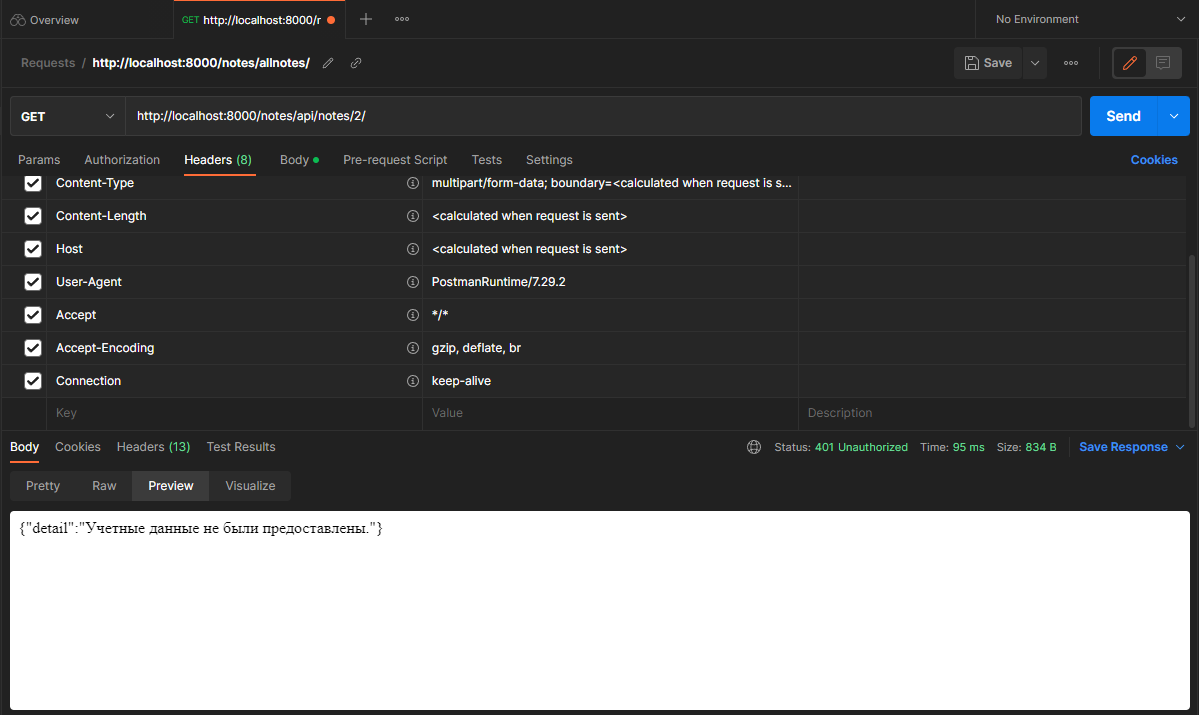 Overview
GET http://localhost:8000/r
No Environment
Requests / http://localhost:8000/notes/allnotes/
Save
GET http://localhost:8000/notes/api/notes/2/
Send
Params Authorization Headers (8) Body Pre-request Script Tests Settings Cookies
Content-Type multipart/form-data; boundary=<calculated when request is s...
Content-Length <calculated when request is sent>
Host <calculated when request is sent>
User-Agent PostmanRuntime/7.29.2
Accept */*
Accept-Encoding gzip, deflate, br
Connection keep-alive
Key Value Description
Body Cookies Headers (13) Test Results Status: 401 Unauthorized Time: 95 ms Size: 834 B Save Response
Pretty Raw Preview Visualize
{"detail":"Учетные данные не были предоставлены."}